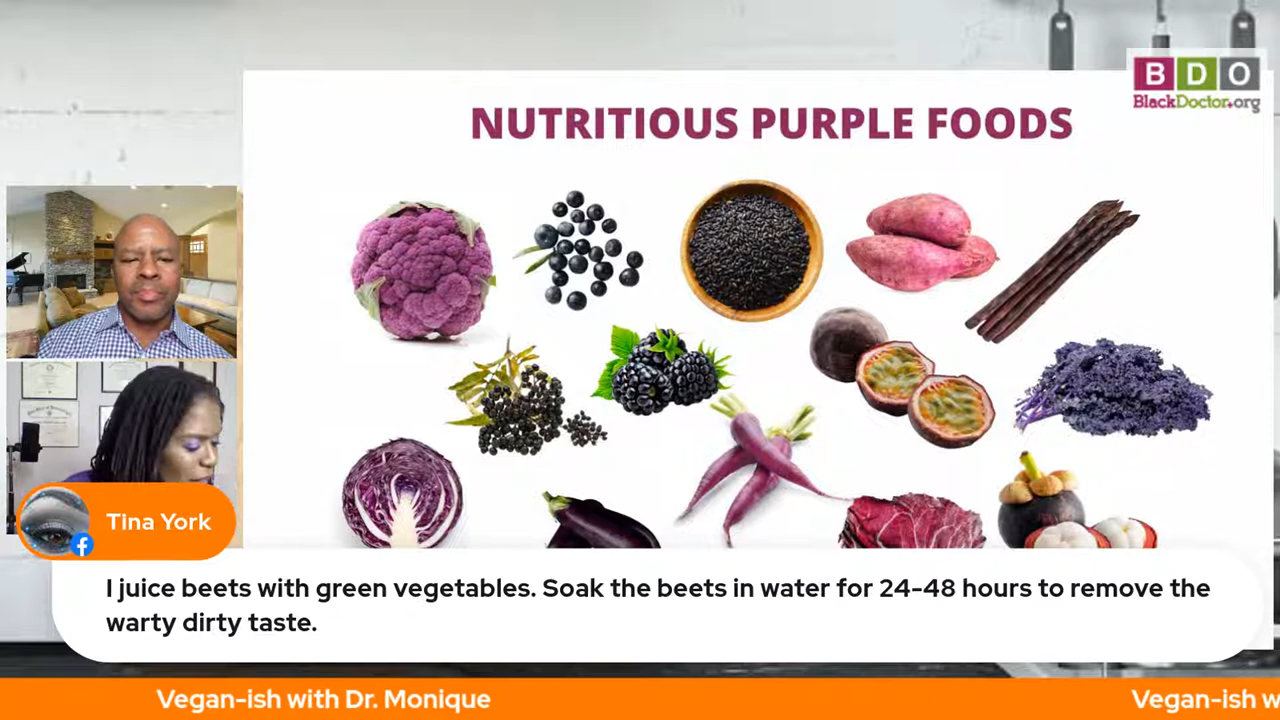 BDO
BlackDoctor.org
NUTRITIOUS PURPLE FOODS
Tina York
I juice beets with green vegetables. Soak the beets in water for 24-48 hours to remove the
warty dirty taste.
Vegan-ish with Dr. Monique
Vegan-ish w